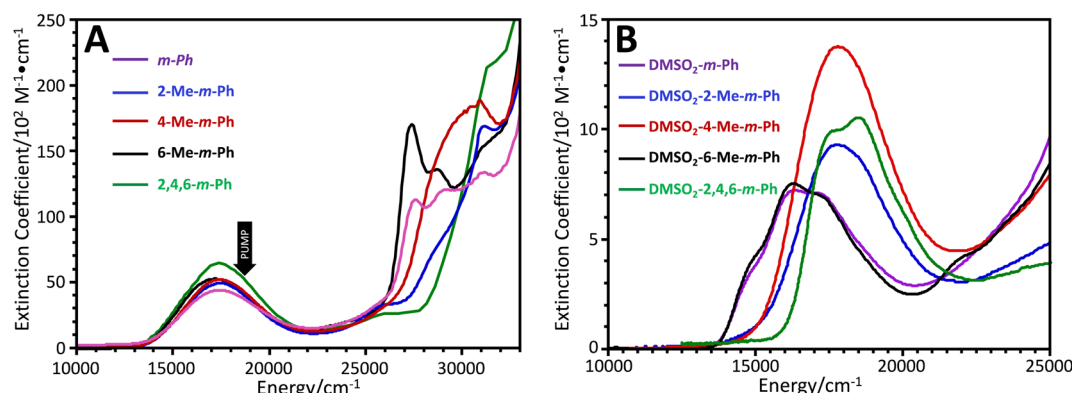 A
Extinction Coefficient/10² M⁻¹•cm⁻¹
250
200
150
100
50
0
m-Ph
2-Me-m-Ph
4-Me-m-Ph
6-Me-m-Ph
2,4,6-m-Ph
PUMP
10000 15000 20000 25000 30000
Energy/cm⁻¹
B
Extinction Coefficient/10² M⁻¹•cm⁻¹
15
10
5
0
DMSO₂-m-Ph
DMSO₂-2-Me-m-Ph
DMSO₂-4-Me-m-Ph
DMSO₂-6-Me-m-Ph
DMSO₂-2,4,6-m-Ph
10000 15000 20000 25000
Energy/cm⁻¹